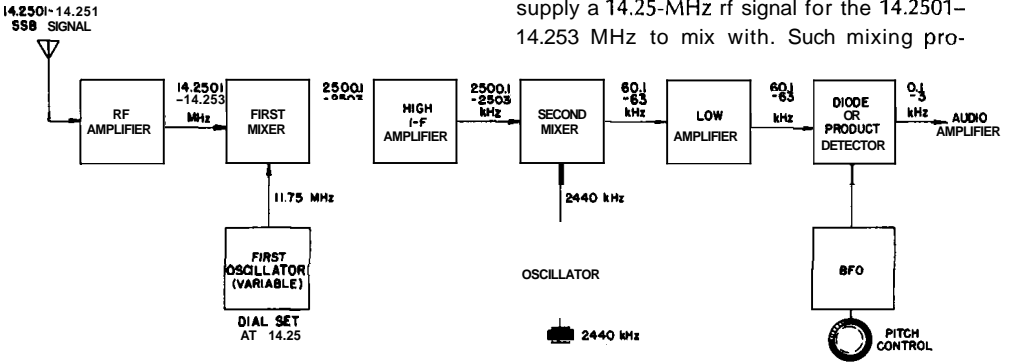 supply a 14.25-MHz rf signal for the 14.2501–
14.253 MHz to mix with. Such mixing pro-
14.2501-14.251
SSB SIGNAL
RF
AMPLIFIER
14.2501
-14.253
MHz
FIRST
MIXER
2500.1
-2503
HIGH
I-F
AMPLIFIER
2500.1
-2503
kHz
SECOND
MIXER
60.1
-63
kHz
LOW
AMPLIFIER
60.1
-63
kHz
DIODE
OR
PRODUCT
DETECTOR
0.1
-3
kHz
AUDIO
AMPLIFIER
11.75 MHz
2440 kHz
FIRST
OSCILLATOR
(VARIABLE)
OSCILLATOR
BFO
DIAL SET
AT 14.25
2440 kHz
PITCH
CONTROL